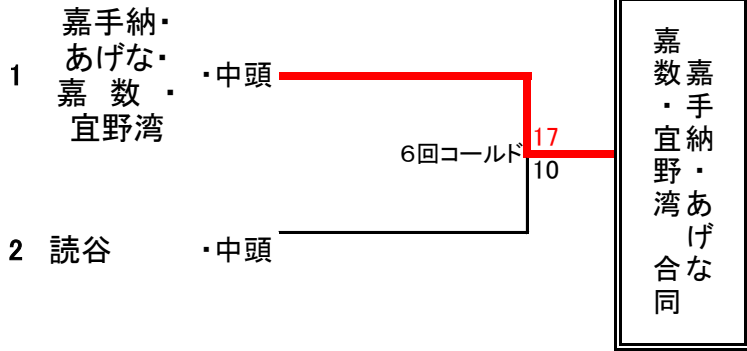 1 嘉手納・あげな・嘉数・宜野湾 ・中頭
6回コールド
17
10
2 読谷 ・中頭
嘉手納・あげな
嘉数・宜野湾 合同